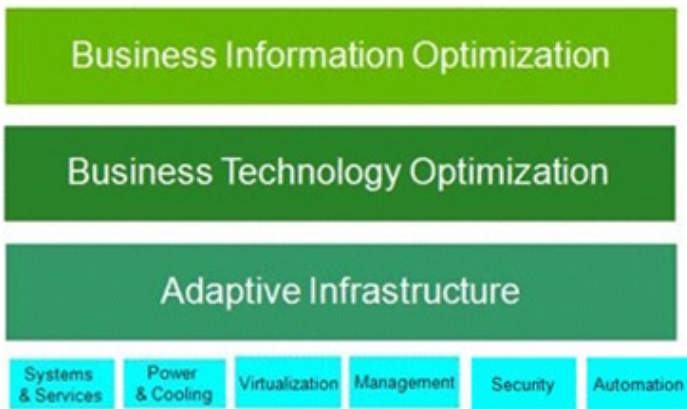 Business Information Optimization
Business Technology Optimization
Adaptive Infrastructure
Systems
& Services
Power
& Cooling
Virtualization
Management
Security
Automation